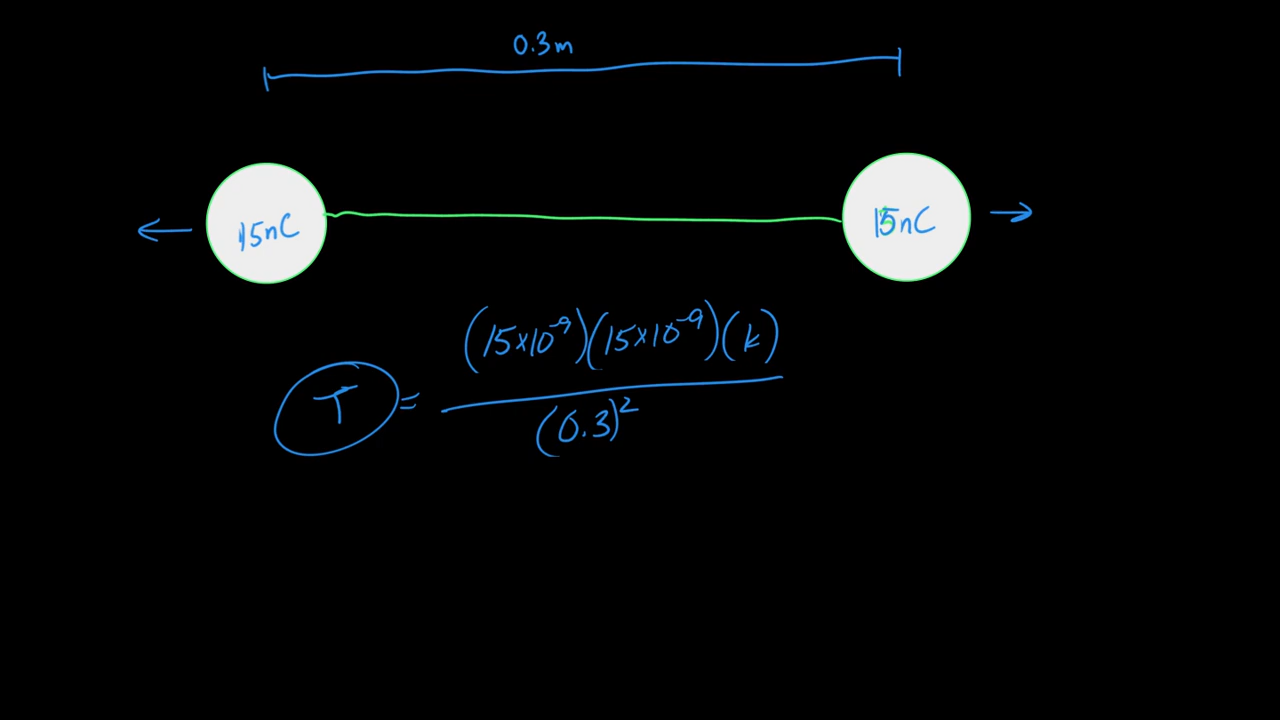 0.3m
15nC
15nC
(15×10⁻⁹)(15×10⁻⁹)(k)
T =
(0.3)²